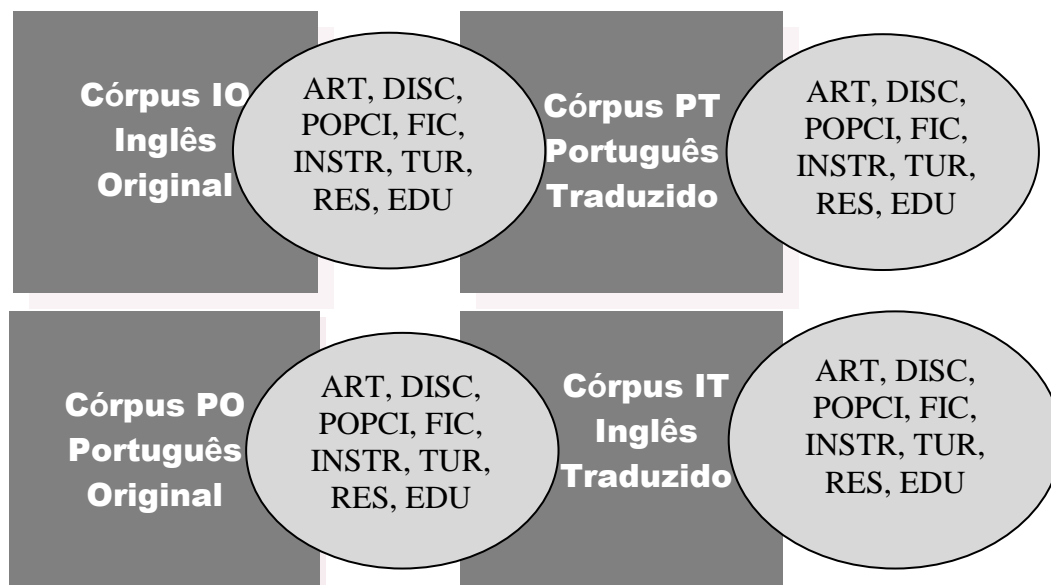 Córpus IO
Inglês
Original
ART, DISC,
POPCI, FIC,
INSTR, TUR,
RES, EDU
Córpus PT
Português
Traduzido
ART, DISC,
POPCI, FIC,
INSTR, TUR,
RES, EDU
Córpus PO
Português
Original
ART, DISC,
POPCI, FIC,
INSTR, TUR,
RES, EDU
Córpus IT
Inglês
Traduzido
ART, DISC,
POPCI, FIC,
INSTR, TUR,
RES, EDU